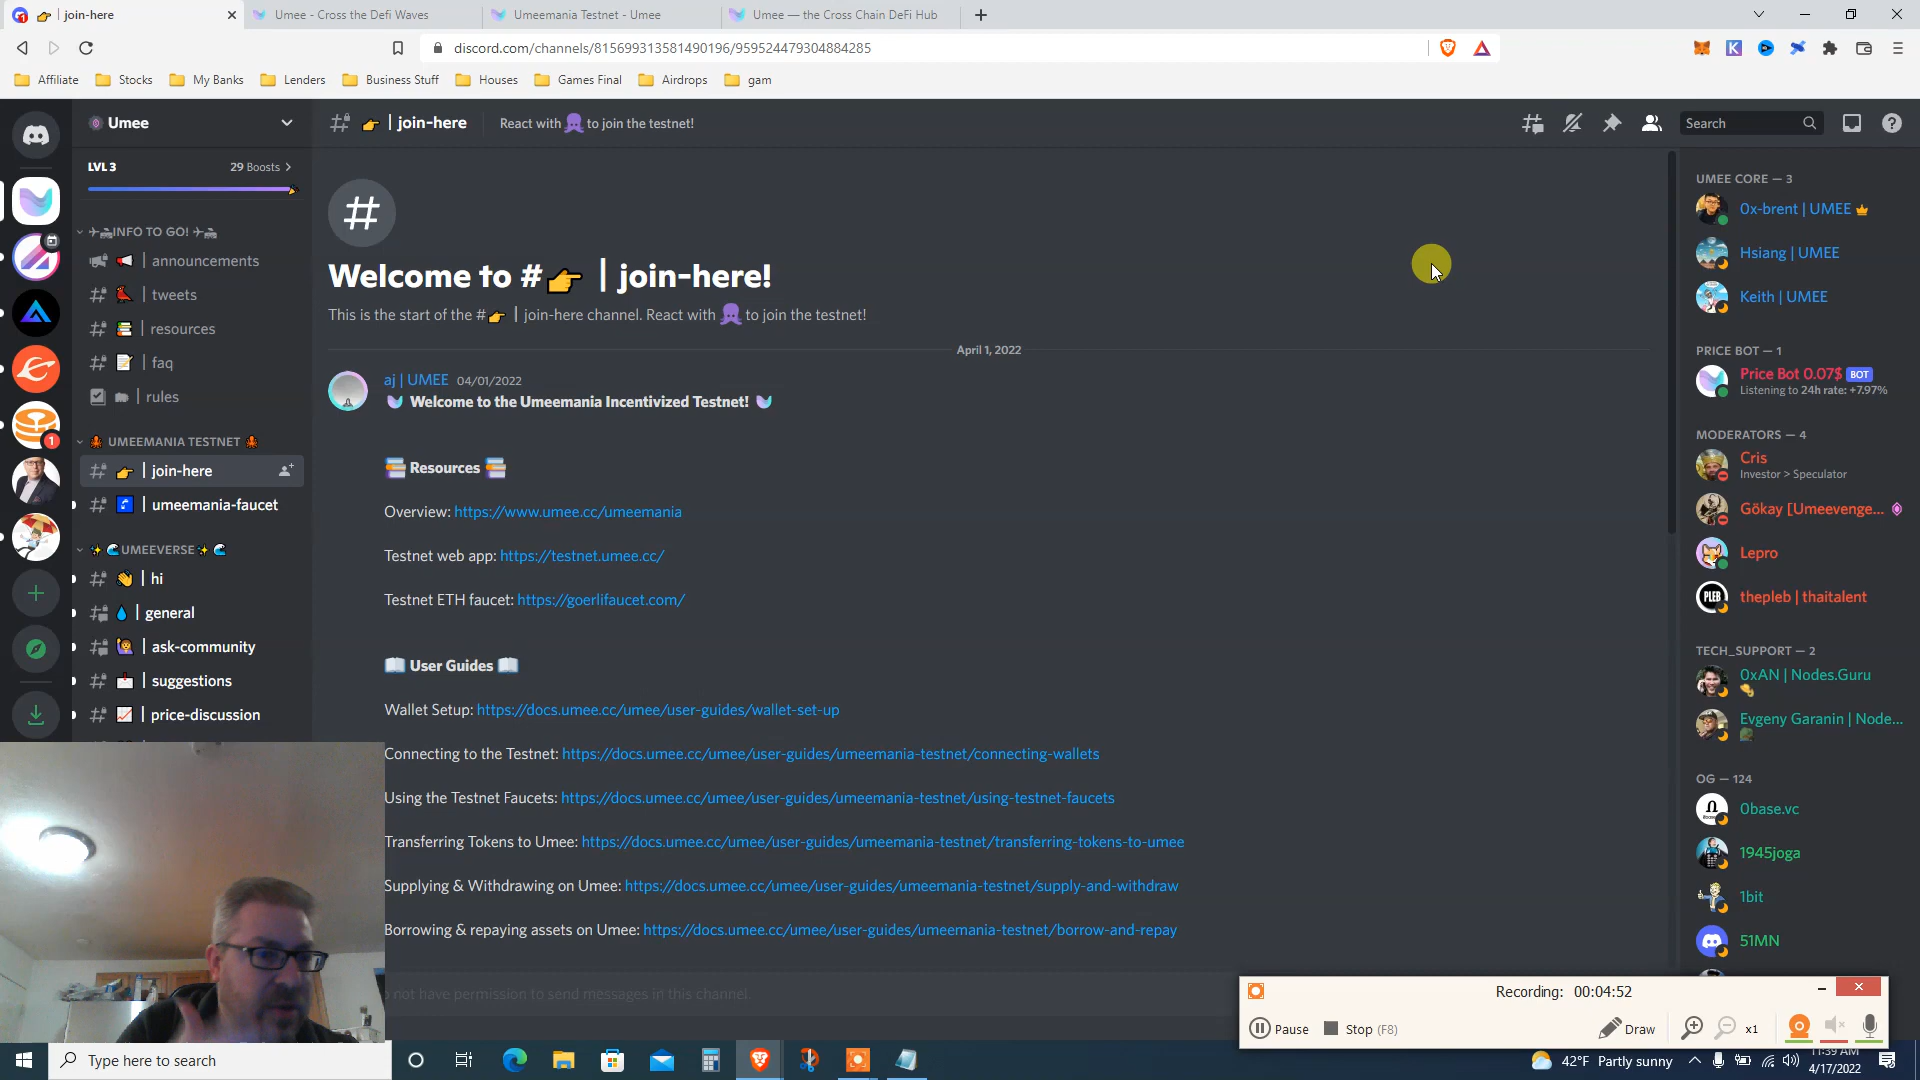 | join-here
Umee - Cross the Defi Waves
Umeemania Testnet - Umee
Umee — the Cross Chain DeFi Hub
discord.com/channels/815699313581490196/959524479304884285
Affiliate
Stocks
My Banks
Lenders
Business Stuff
Houses
Games Final
Airdrops
gam
Umee
# 👉 | join-here
React with 🐙 to join the testnet!
Search
LVL 3
29 Boosts
INFO TO GO!
| announcements
| tweets
| resources
| faq
| rules
UMEEMANIA TESTNET
| join-here
| umeemania-faucet
UMEEVERSE
| hi
| general
| ask-community
| suggestions
| price-discussion
#
Welcome to #👉 | join-here!
This is the start of the #👉 | join-here channel. React with 🐙 to join the testnet!
April 1, 2022
aj | UMEE 04/01/2022
Welcome to the Umeemania Incentivized Testnet!
📚 Resources 📚
Overview: https://www.umee.cc/umeemania
Testnet web app: https://testnet.umee.cc/
Testnet ETH faucet: https://goerlifaucet.com/
📖 User Guides 📖
Wallet Setup: https://docs.umee.cc/umee/user-guides/wallet-set-up
Connecting to the Testnet: https://docs.umee.cc/umee/user-guides/umeemania-testnet/connecting-wallets
Using the Testnet Faucets: https://docs.umee.cc/umee/user-guides/umeemania-testnet/using-testnet-faucets
Transferring Tokens to Umee: https://docs.umee.cc/umee/user-guides/umeemania-testnet/transferring-tokens-to-umee
Supplying & Withdrawing on Umee: https://docs.umee.cc/umee/user-guides/umeemania-testnet/supply-and-withdraw
Borrowing & repaying assets on Umee: https://docs.umee.cc/umee/user-guides/umeemania-testnet/borrow-and-repay
not have permission to send messages in this channel.
UMEE CORE — 3
0x-brent | UMEE
Hsiang | UMEE
Keith | UMEE
PRICE BOT — 1
Price Bot 0.07$ BOT
Listening to 24h rate: +7.97%
MODERATORS — 4
Cris
Investor > Speculator
Gökay [Umeevenge...
Lepro
PLEB
thepleb | thaitalent
TECH_SUPPORT — 2
0xAN | Nodes.Guru
Evgeny Garanin | Node...
OG — 124
0base.vc
1945joga
1bit
51MN
Recording: 00:04:52
Pause
Stop (F8)
Draw
x1
Type here to search
42°F Partly sunny
11:39 AM
4/17/2022